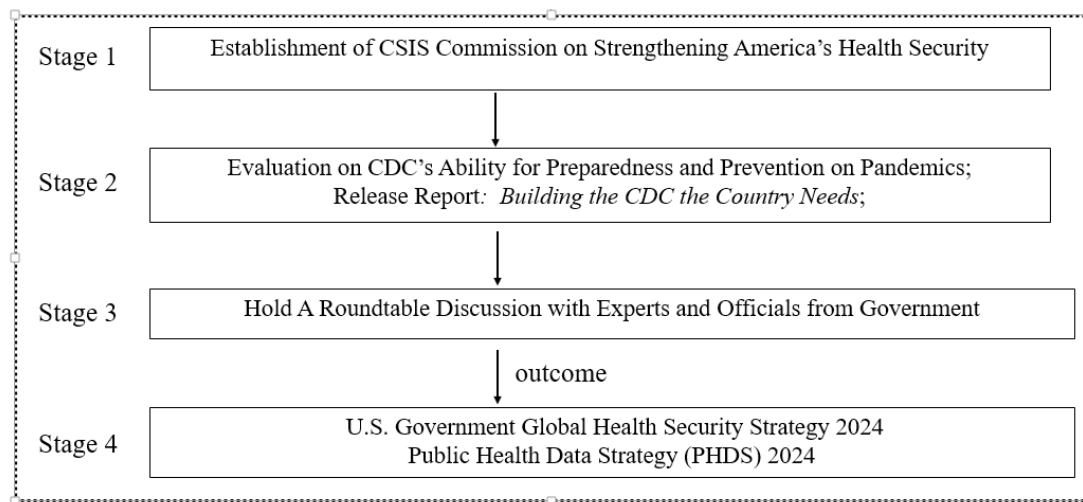 Stage 1
Establishment of CSIS Commission on Strengthening America’s Health Security
Stage 2
Evaluation on CDC’s Ability for Preparedness and Prevention on Pandemics;
Release Report: Building the CDC the Country Needs;
Stage 3
Hold A Roundtable Discussion with Experts and Officials from Government
outcome
Stage 4
U.S. Government Global Health Security Strategy 2024
Public Health Data Strategy (PHDS) 2024